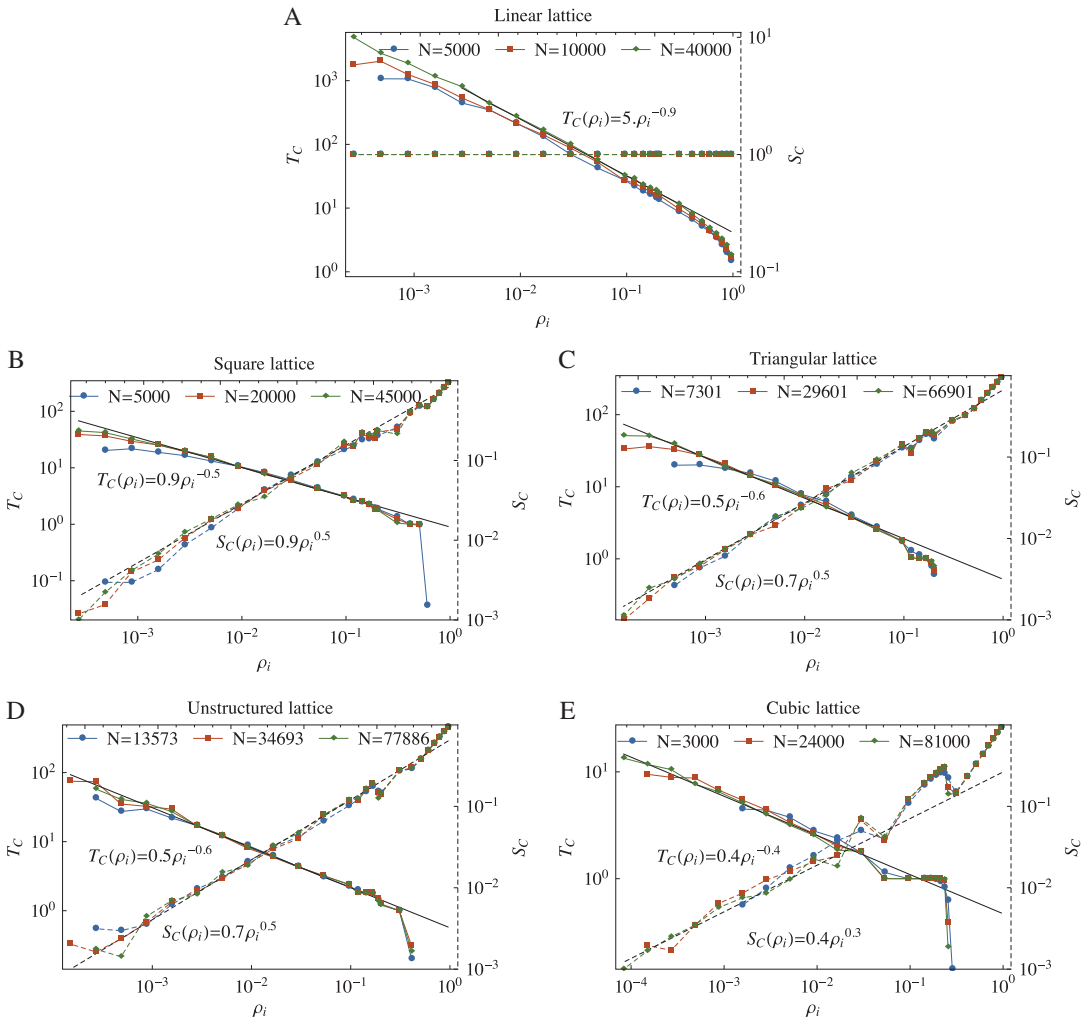 A
Linear lattice
N=5000 N=10000 N=40000
T_C(ρ_i)=5.ρ_i^{-0.9}
T_C
10^3
10^2
10^1
10^0
S_C
10^1
10^0
10^{-1}
10^{-3} 10^{-2} 10^{-1} 10^0
ρ_i
B
Square lattice
N=5000 N=20000 N=45000
T_C(ρ_i)=0.9ρ_i^{-0.5}
S_C(ρ_i)=0.9ρ_i^{0.5}
T_C
10^2
10^1
10^0
10^{-1}
S_C
10^{-1}
10^{-2}
10^{-3}
10^{-3} 10^{-2} 10^{-1} 10^0
ρ_i
C
Triangular lattice
N=7301 N=29601 N=66901
T_C(ρ_i)=0.5ρ_i^{-0.6}
S_C(ρ_i)=0.7ρ_i^{0.5}
T_C
10^2
10^1
10^0
S_C
10^{-1}
10^{-2}
10^{-3}
10^{-3} 10^{-2} 10^{-1} 10^0
ρ_i
D
Unstructured lattice
N=13573 N=34693 N=77886
T_C(ρ_i)=0.5ρ_i^{-0.6}
S_C(ρ_i)=0.7ρ_i^{0.5}
T_C
10^2
10^1
10^0
S_C
10^{-1}
10^{-2}
10^{-3}
10^{-3} 10^{-2} 10^{-1} 10^0
ρ_i
E
Cubic lattice
N=3000 N=24000 N=81000
T_C(ρ_i)=0.4ρ_i^{-0.4}
S_C(ρ_i)=0.4ρ_i^{0.3}
T_C
10^1
10^0
S_C
10^{-1}
10^{-2}
10^{-3}
10^{-4} 10^{-3} 10^{-2} 10^{-1} 10^0
ρ_i